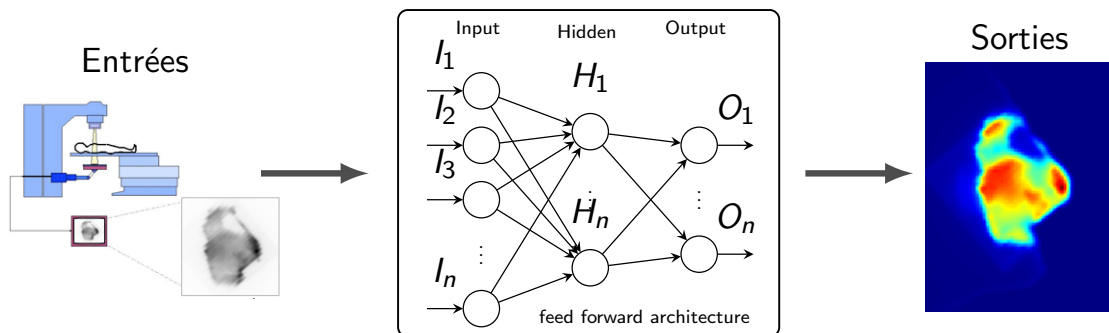 Entrées
Input
Hidden
Output
I1
I2
I3
⋮
In
H1
⋮
Hn
O1
⋮
On
feed forward architecture
Sorties